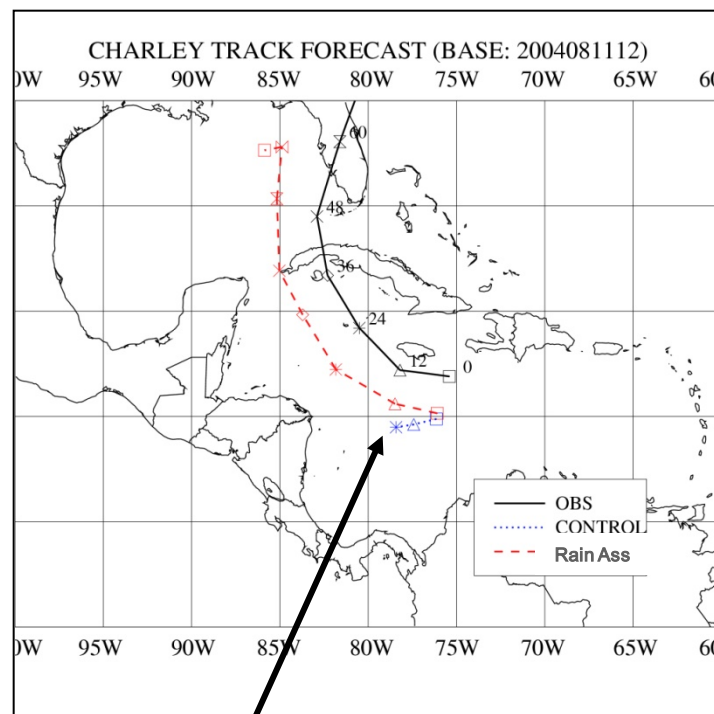 CHARLEY TRACK FORECAST (BASE: 2004081112)
0W 95W 90W 85W 80W 75W 70W 65W 60
60
48
36
24
12 0
OBS
CONTROL
Rain Ass
0W 95W 90W 85W 80W 75W 70W 65W 60